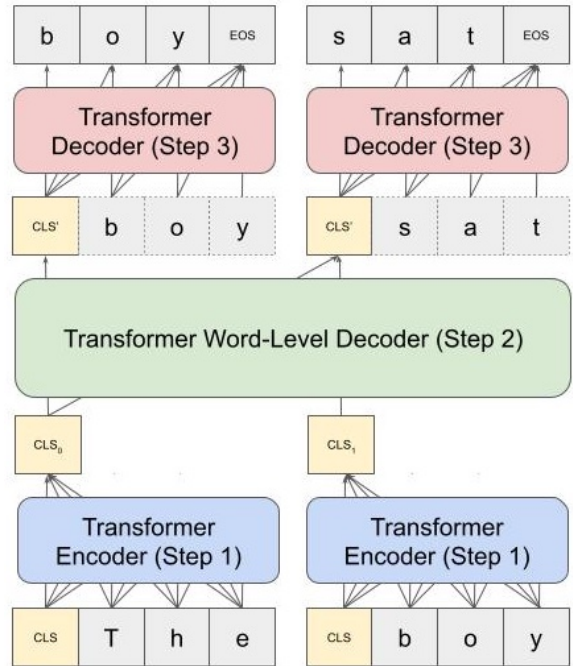 b o y EOS s a t EOS
Transformer Decoder (Step 3)
Transformer Decoder (Step 3)
CLS' b o y CLS' s a t
Transformer Word-Level Decoder (Step 2)
CLS₀ CLS₁
Transformer Encoder (Step 1)
Transformer Encoder (Step 1)
CLS T h e CLS b o y